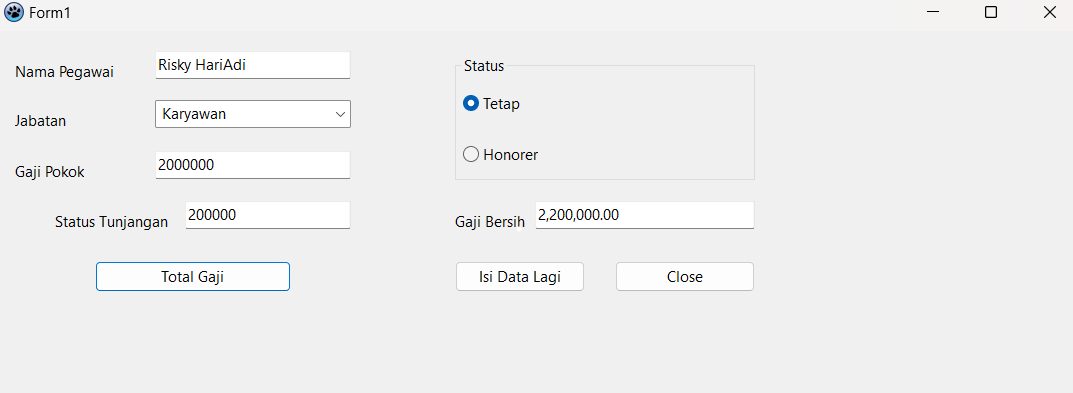 Form1
Nama Pegawai
Risky HariAdi
Jabatan
Karyawan
Gaji Pokok
2000000
Status Tunjangan
200000
Total Gaji
Status
Tetap
Honorer
Gaji Bersih
2,200,000.00
Isi Data Lagi
Close